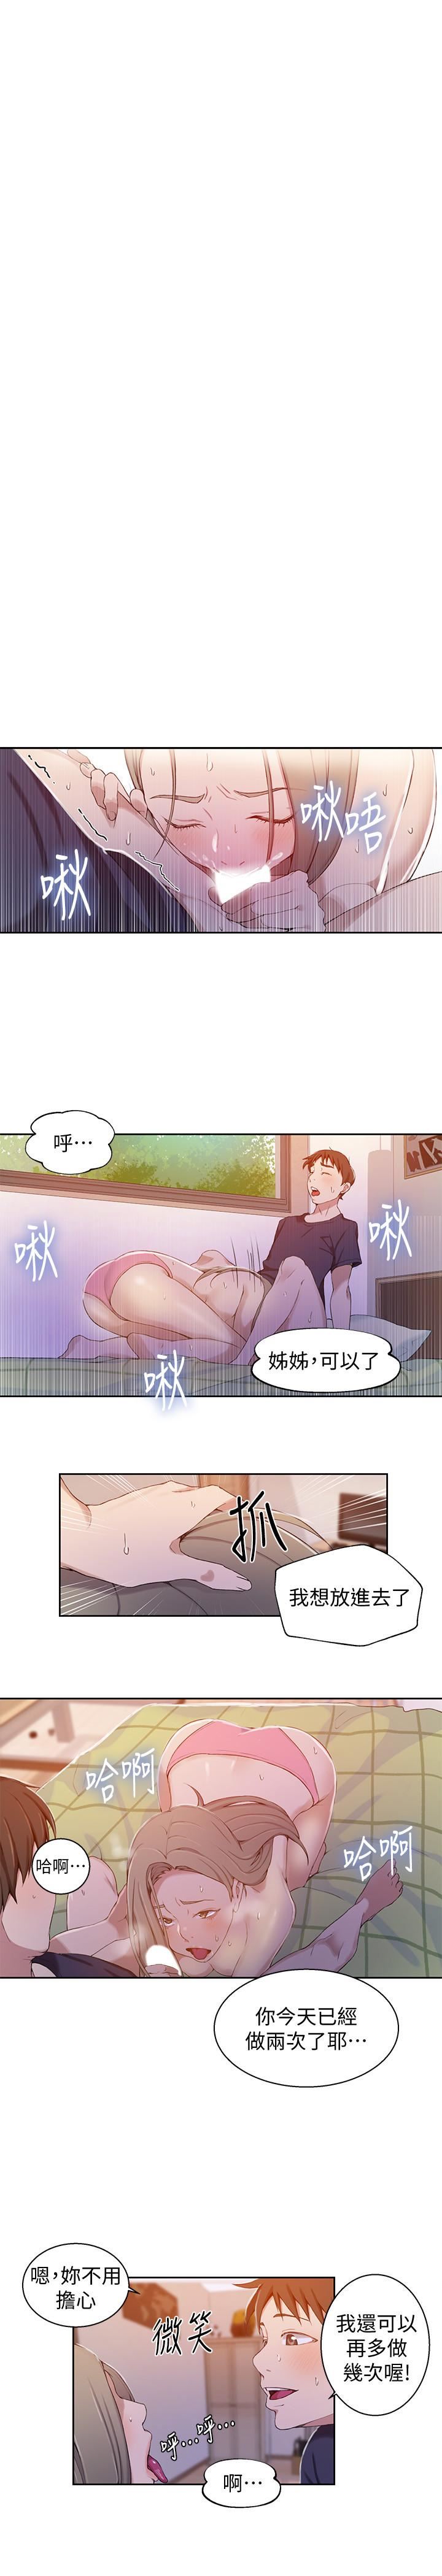 啾
唔
啾
呼…
啾
啾
啾
姊姊，可以了
抓
我想放進去了
哈啊
哈啊…
哈啊
你今天已經
做兩次了耶…
嗯，妳不用
擔心
微笑
我還可以
再多做
幾次喔!
呼…呼…
啊…